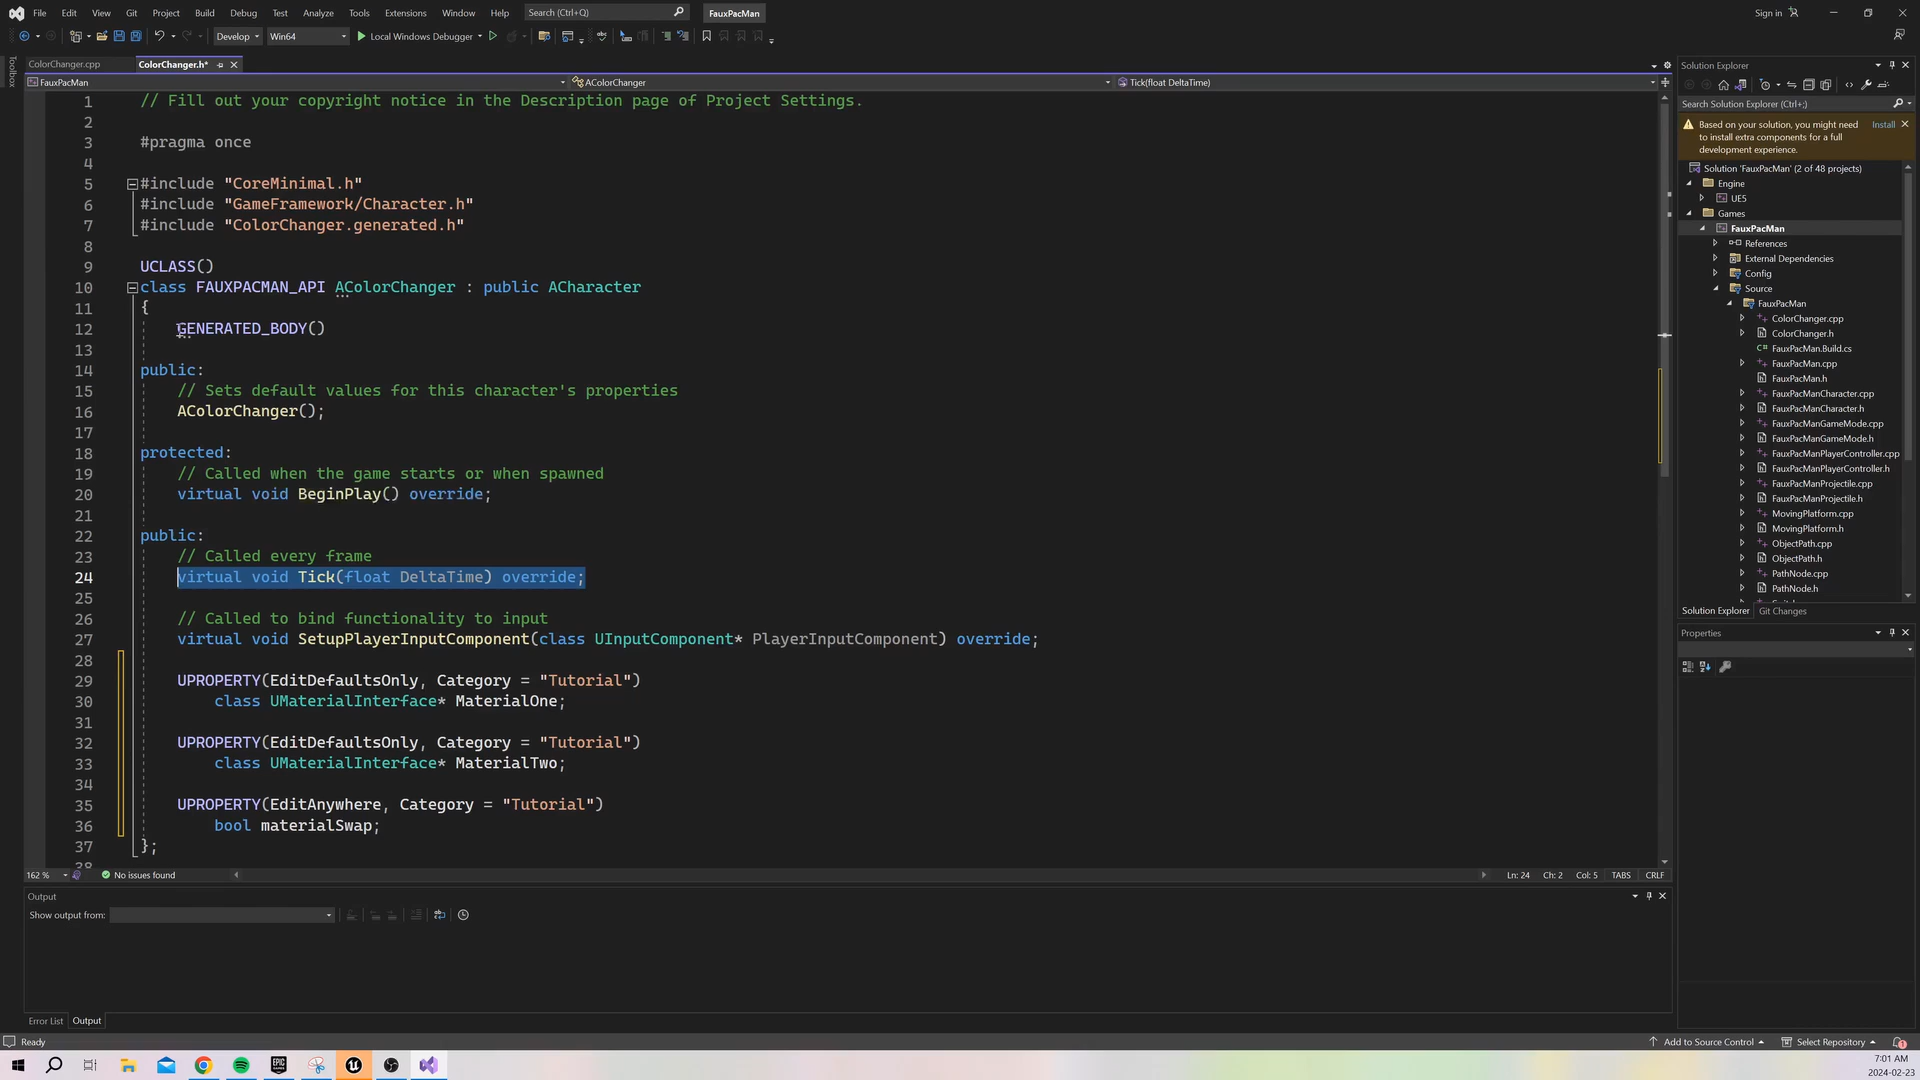 File Edit View Git Project Build Debug Test Analyze Tools Extensions Window Help Search (Ctrl+Q) FauxPacMan Sign in
Develop Win64 Local Windows Debugger
Toolbox
ColorChanger.cpp ColorChanger.h*
FauxPacMan AColorChanger Tick(float DeltaTime)
1 // Fill out your copyright notice in the Description page of Project Settings.
2
3 #pragma once
4
5 #include "CoreMinimal.h"
6 #include "GameFramework/Character.h"
7 #include "ColorChanger.generated.h"
8
9 UCLASS()
10 class FAUXPACMAN_API AColorChanger : public ACharacter
11 {
12 GENERATED_BODY()
13
14 public:
15 // Sets default values for this character's properties
16 AColorChanger();
17
18 protected:
19 // Called when the game starts or when spawned
20 virtual void BeginPlay() override;
21
22 public:
23 // Called every frame
24 virtual void Tick(float DeltaTime) override;
25
26 // Called to bind functionality to input
27 virtual void SetupPlayerInputComponent(class UInputComponent* PlayerInputComponent) override;
28
29 UPROPERTY(EditDefaultsOnly, Category = "Tutorial")
30 class UMaterialInterface* MaterialOne;
31
32 UPROPERTY(EditDefaultsOnly, Category = "Tutorial")
33 class UMaterialInterface* MaterialTwo;
34
35 UPROPERTY(EditAnywhere, Category = "Tutorial")
36 bool materialSwap;
37 };
38
162 % No issues found Ln: 24 Ch: 2 Col: 5 TABS CRLF
Output
Show output from:
Error List Output
Solution Explorer
Search Solution Explorer (Ctrl+;)
Based on your solution, you might need Install
to install extra components for a full
development experience.
Solution 'FauxPacMan' (2 of 48 projects)
Engine
UE5
Games
FauxPacMan
References
External Dependencies
Config
Source
FauxPacMan
ColorChanger.cpp
ColorChanger.h
FauxPacMan.Build.cs
FauxPacMan.cpp
FauxPacMan.h
FauxPacManCharacter.cpp
FauxPacManCharacter.h
FauxPacManGameMode.cpp
FauxPacManGameMode.h
FauxPacManPlayerController.cpp
FauxPacManPlayerController.h
FauxPacManProjectile.cpp
FauxPacManProjectile.h
MovingPlatform.cpp
MovingPlatform.h
ObjectPath.cpp
ObjectPath.h
PathNode.cpp
PathNode.h
Solution Explorer Git Changes
Properties
Ready Add to Source Control Select Repository
7:01 AM
2024-02-23